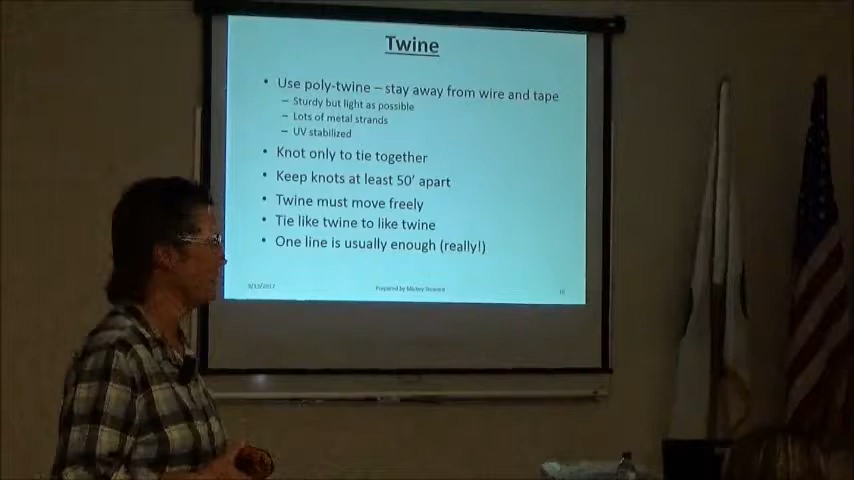 Twine
• Use poly-twine – stay away from wire and tape
– Sturdy but light as possible
– Lots of metal strands
– UV stabilized
• Knot only to tie together
• Keep knots at least 50' apart
• Twine must move freely
• Tie like twine to like twine
• One line is usually enough (really!)
Prepared by Mickey